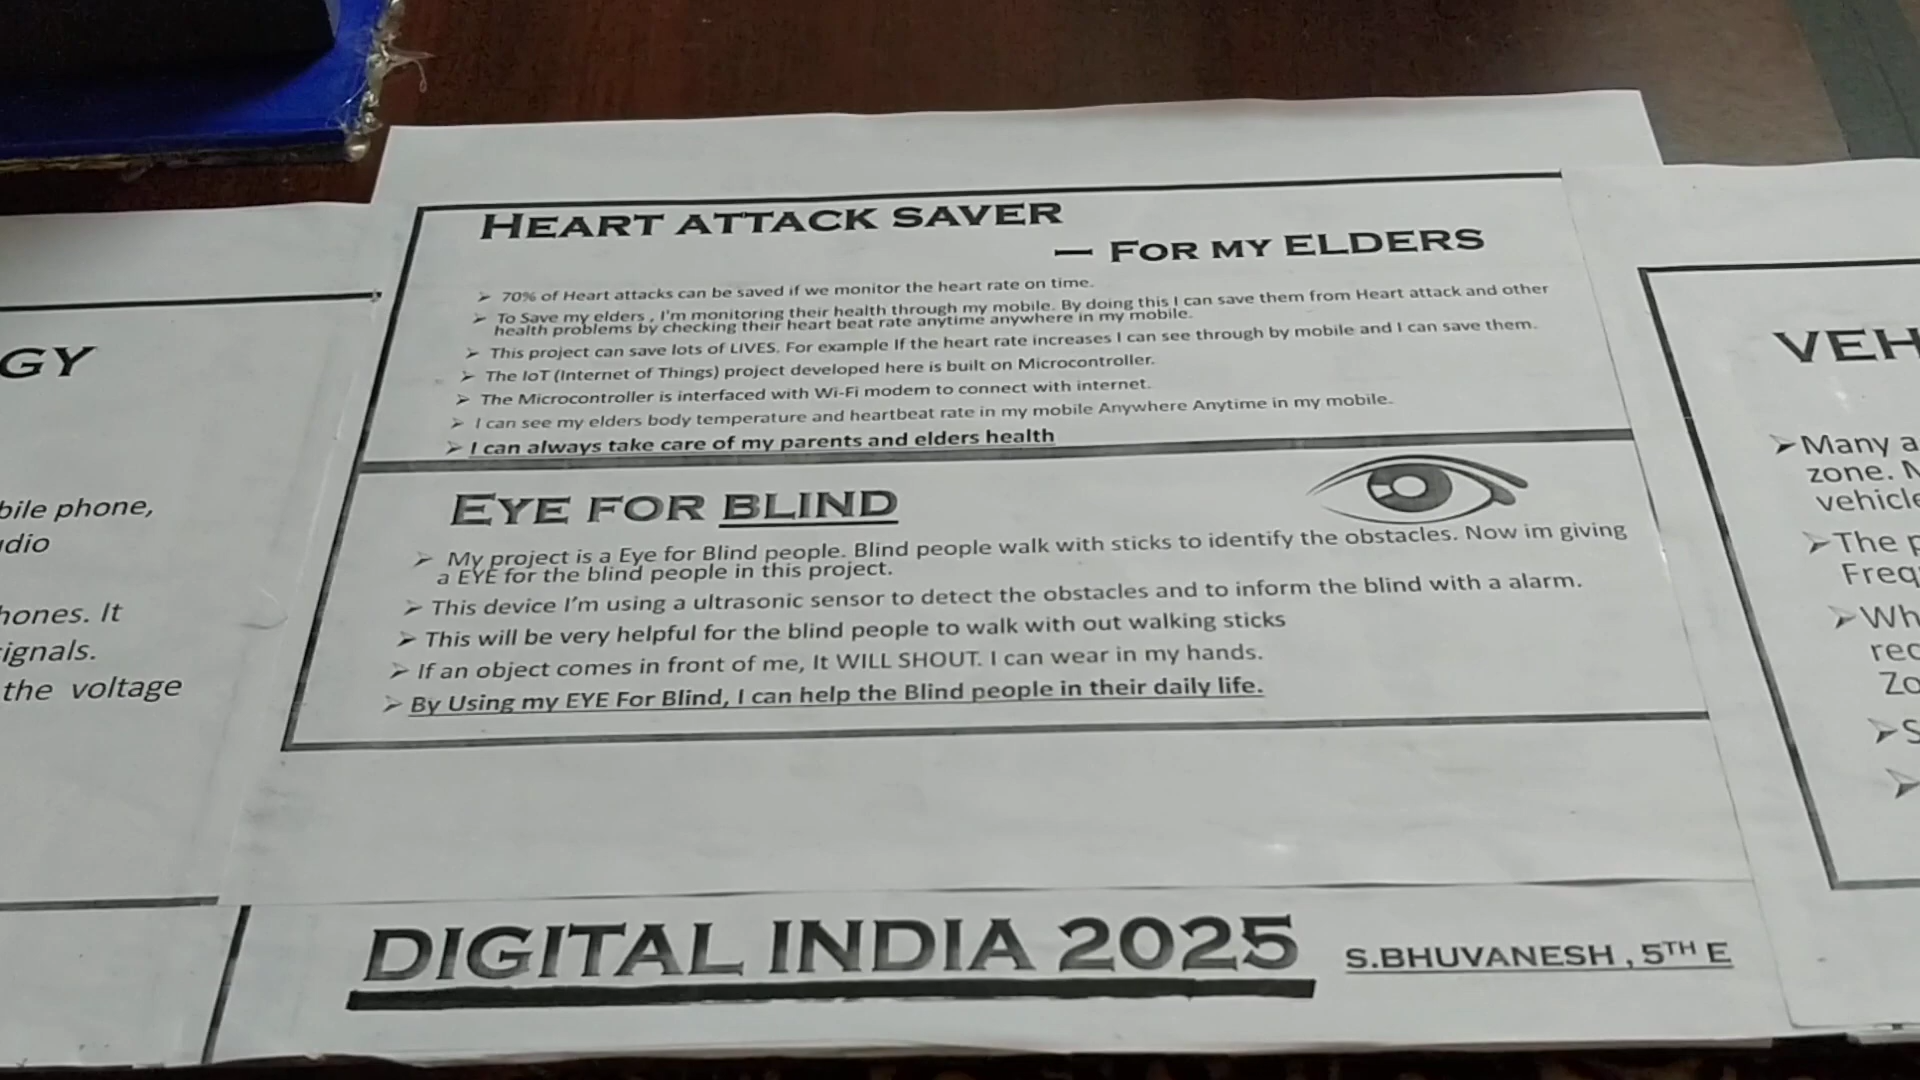 HEART ATTACK SAVER
— FOR MY ELDERS
➢ 70% of Heart attacks can be saved if we monitor the heart rate on time.
➢ To Save my elders , I'm monitoring their health through my mobile. By doing this I can save them from Heart attack and other
health problems by checking their heart beat rate anytime anywhere in my mobile.
➢ This project can save lots of LIVES. For example If the heart rate increases I can see through by mobile and I can save them.
➢ The IoT (Internet of Things) project developed here is built on Microcontroller.
➢ The Microcontroller is interfaced with Wi-Fi modem to connect with internet.
➢ I can see my elders body temperature and heartbeat rate in my mobile Anywhere Anytime in my mobile.
➢ I can always take care of my parents and elders health
EYE FOR BLIND
➢ My project is a Eye for Blind people. Blind people walk with sticks to identify the obstacles. Now im giving
a EYE for the blind people in this project.
➢ This device I'm using a ultrasonic sensor to detect the obstacles and to inform the blind with a alarm.
➢ This will be very helpful for the blind people to walk with out walking sticks
➢ If an object comes in front of me, It WILL SHOUT. I can wear in my hands.
➢ By Using my EYE For Blind, I can help the Blind people in their daily life.
DIGITAL INDIA 2025
S.BHUVANESH , 5TH E
GY
bile phone,
dio
hones. It
ignals.
the voltage
VEH
➢ Many a
zone.
vehicle
➢ The p
Freq
➢ Wh
rec
Zo
➢ S